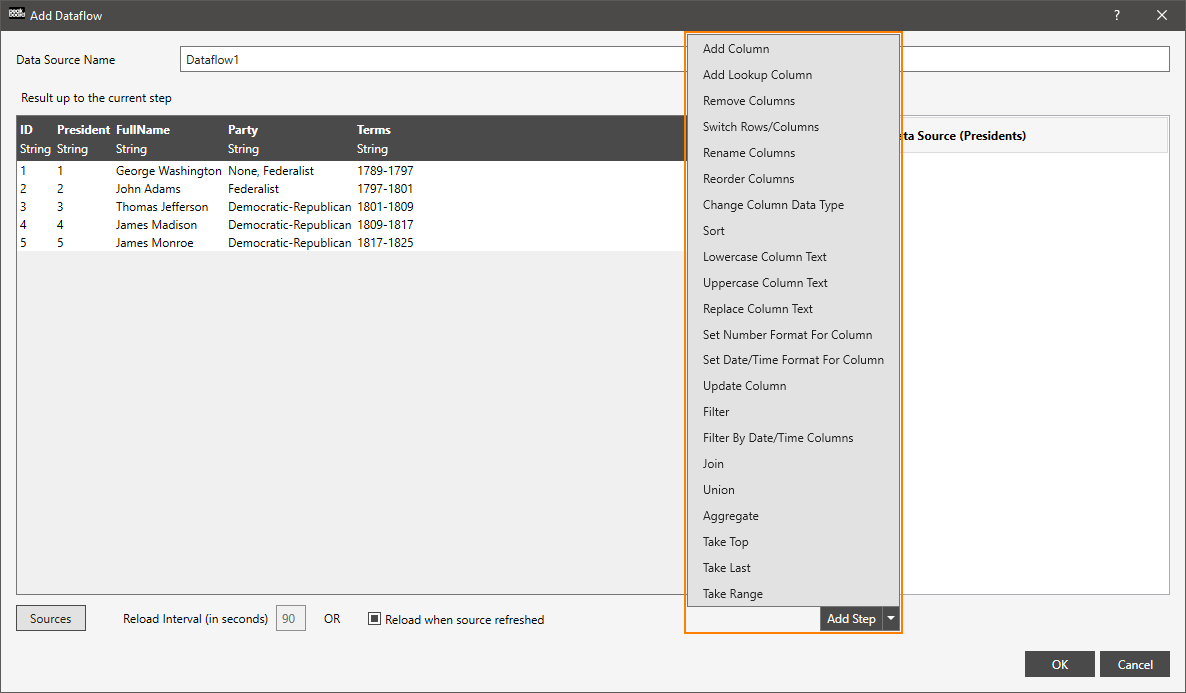 peak board Add Dataflow ?
Data Source Name Dataflow1
Result up to the current step
ID President FullName Party Terms
String String String String String
1 1 George Washington None, Federalist 1789-1797
2 2 John Adams Federalist 1797-1801
3 3 Thomas Jefferson Democratic-Republican 1801-1809
4 4 James Madison Democratic-Republican 1809-1817
5 5 James Monroe Democratic-Republican 1817-1825
Add Column
Add Lookup Column
Remove Columns
Switch Rows/Columns
Rename Columns
Reorder Columns
Change Column Data Type
Sort
Lowercase Column Text
Uppercase Column Text
Replace Column Text
Set Number Format For Column
Set Date/Time Format For Column
Update Column
Filter
Filter By Date/Time Columns
Join
Union
Aggregate
Take Top
Take Last
Take Range
Add Step
ta Source (Presidents)
Sources Reload Interval (in seconds) 90 OR Reload when source refreshed
OK Cancel